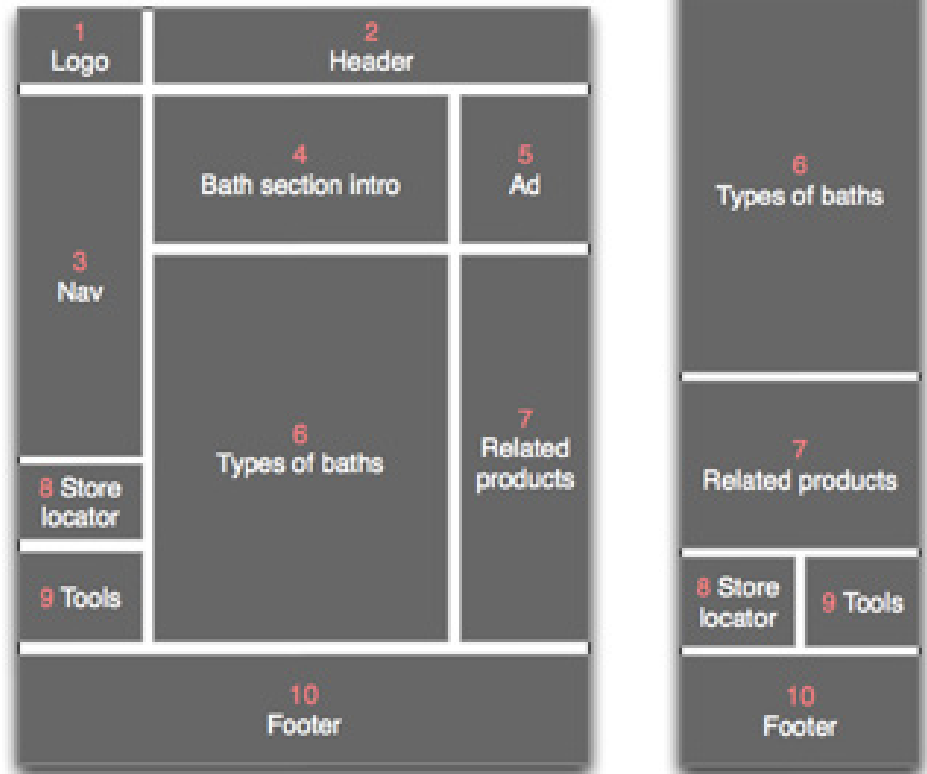 1
Logo
2
Header
3
Nav
4
Bath section intro
5
Ad
6
Types of baths
7
Related
products
8 Store
locator
9 Tools
10
Footer
6
Types of baths
7
Related products
8 Store
locator
9 Tools
10
Footer